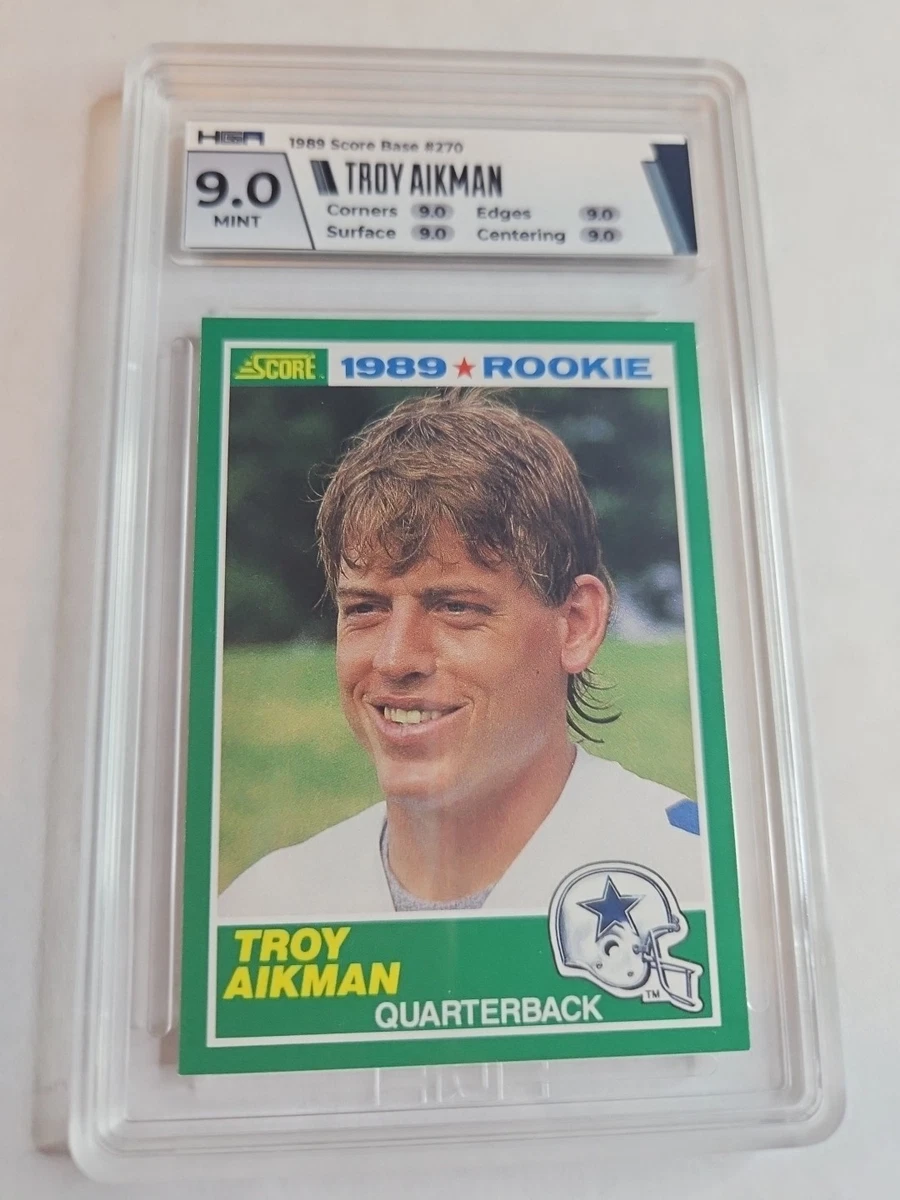 HGA
1989 Score Base #270
9.0
MINT
TROY AIKMAN
Corners 9.0 Edges 9.0
Surface 9.0 Centering 9.0
SCORE 1989 ROOKIE
TROY
AIKMAN
QUARTERBACK
TM